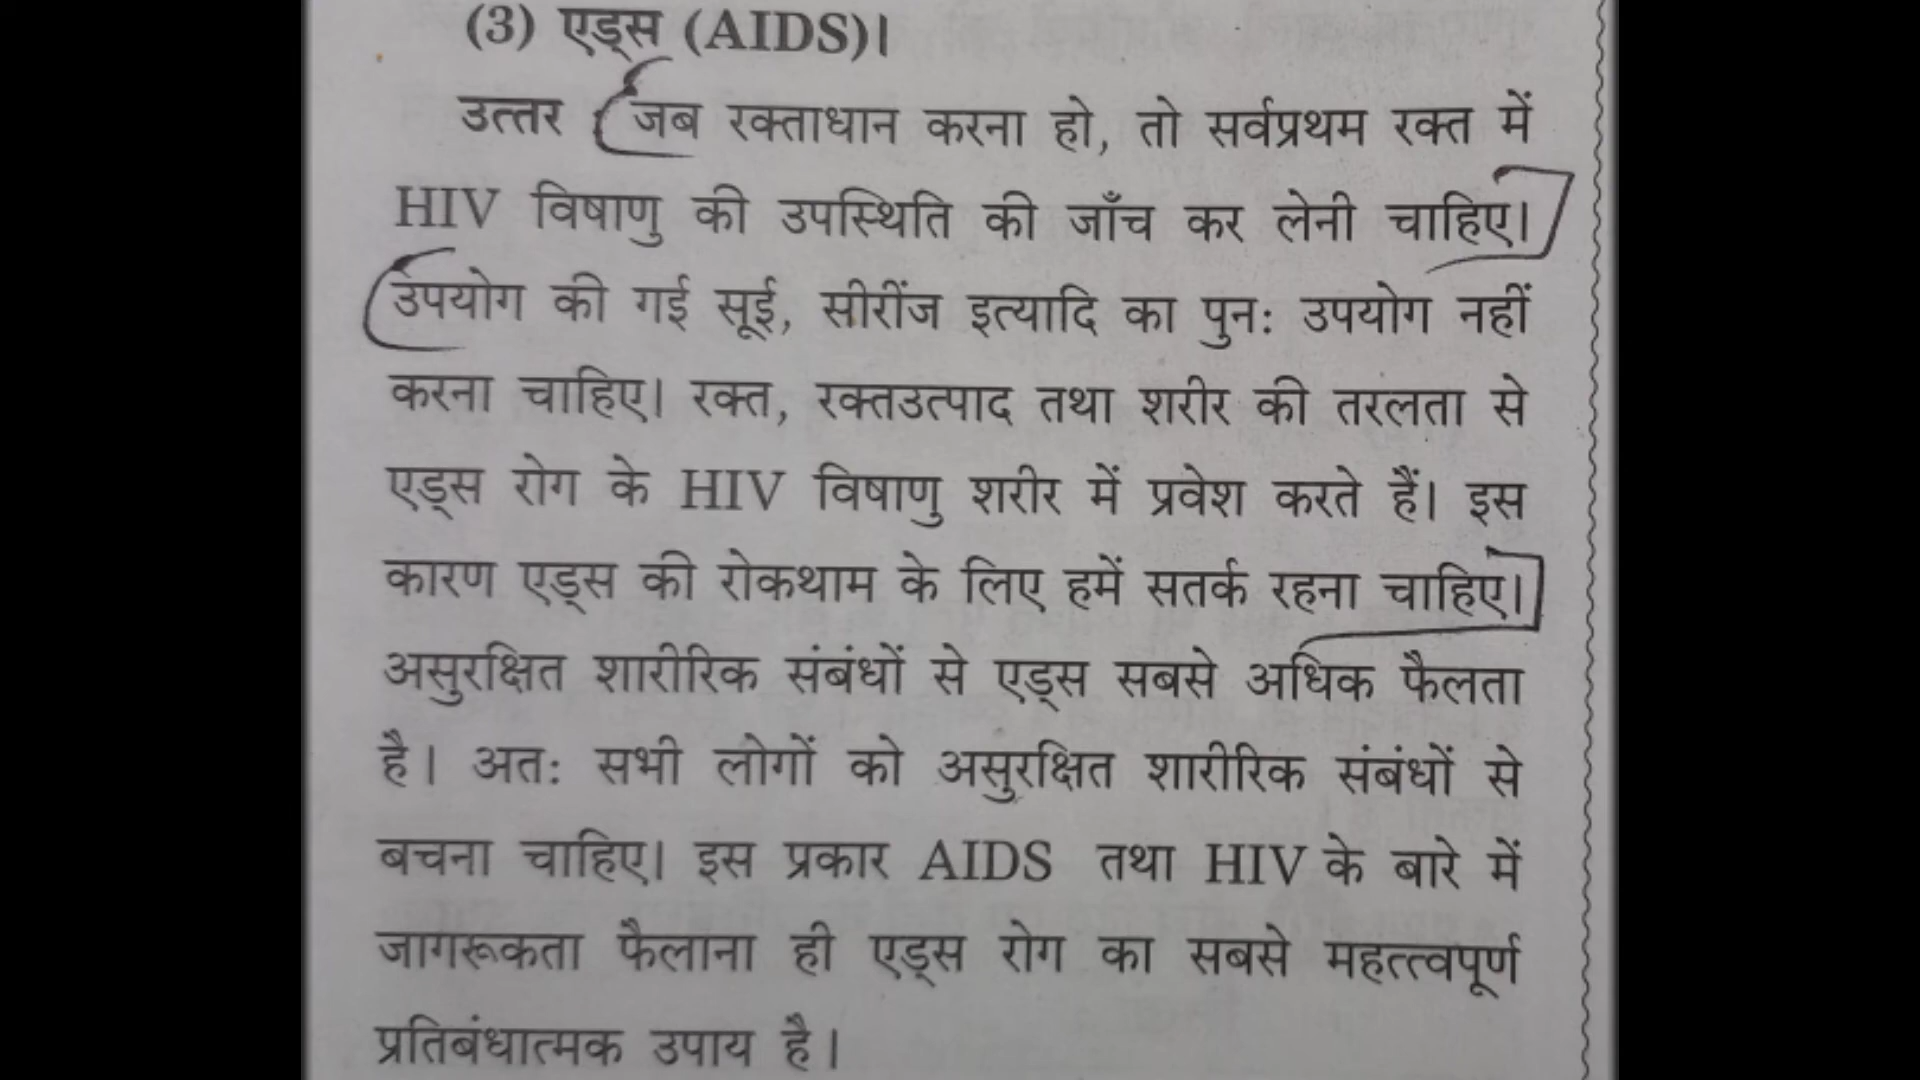 (3) एड्स (AIDS)।
उत्तर जब रक्ताधान करना हो, तो सर्वप्रथम रक्त में
HIV विषाणु की उपस्थिति की जाँच कर लेनी चाहिए।
उपयोग की गई सूई, सीरींज इत्यादि का पुनः उपयोग नहीं
करना चाहिए। रक्त, रक्तउत्पाद तथा शरीर की तरलता से
एड्स रोग के HIV विषाणु शरीर में प्रवेश करते हैं। इस
कारण एड्स की रोकथाम के लिए हमें सतर्क रहना चाहिए।
असुरक्षित शारीरिक संबंधों से एड्स सबसे अधिक फैलता
है। अतः सभी लोगों को असुरक्षित शारीरिक संबंधों से
बचना चाहिए। इस प्रकार AIDS तथा HIV के बारे में
जागरूकता फैलाना ही एड्स रोग का सबसे महत्त्वपूर्ण
प्रतिबंधात्मक उपाय है।